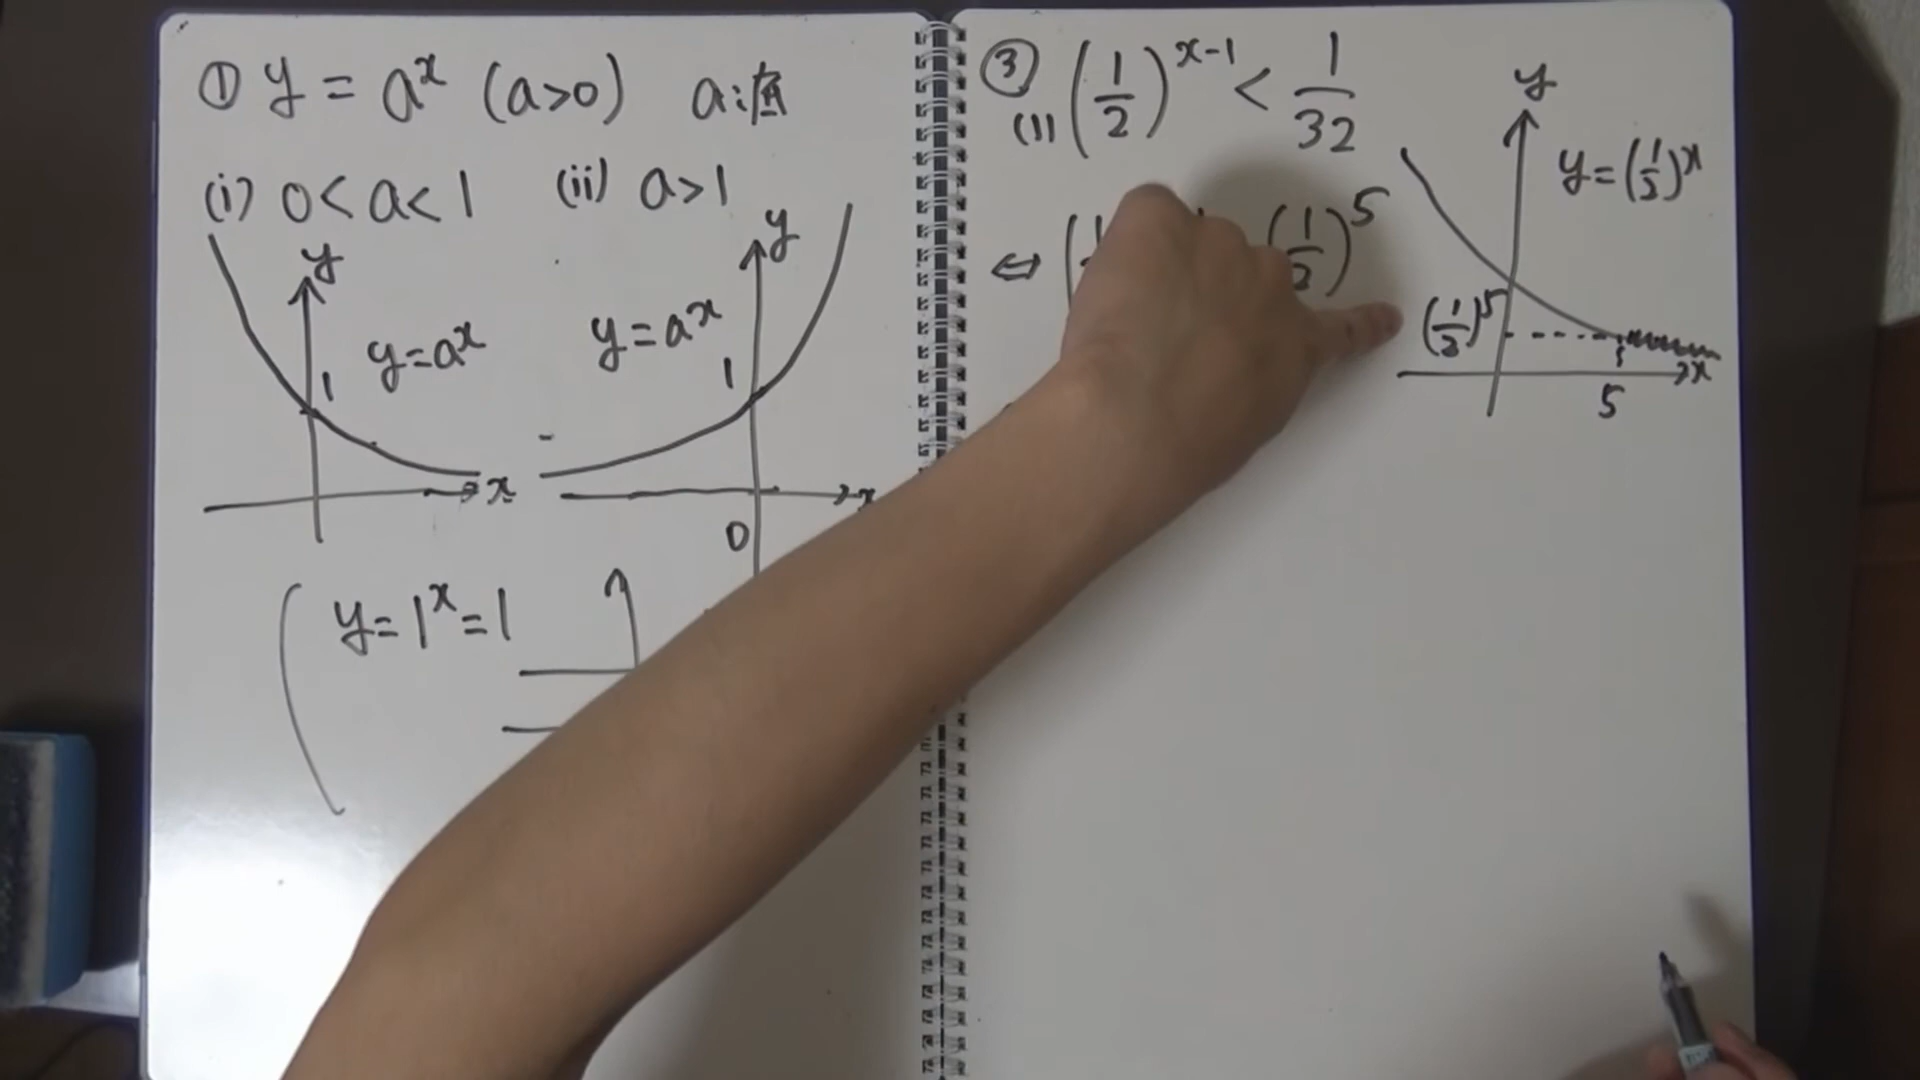 ① y = a^x (a>0) a:底
(i) 0<a<1 (ii) a>1
y
y=a^x
1
x
y
y=a^x
1
x
0
y=1^x=1
③
(1) (1/2)^{x-1} < 1/32
⇔ (1/2)^5
y
y=(1/2)^x
(1/2)^5
x
5